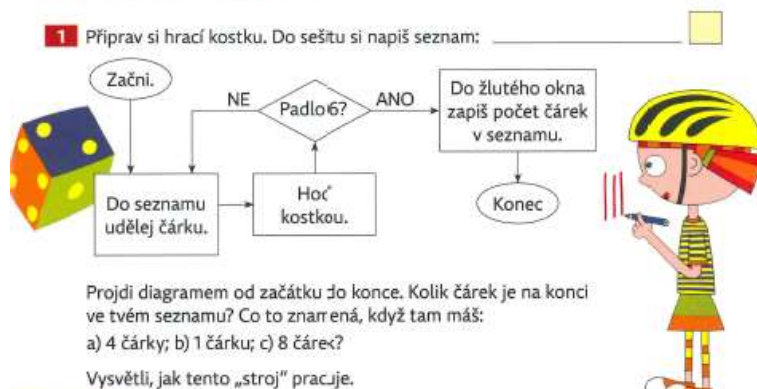 1 Připrav si hrací kostku. Do sešitu si napiš seznam:
Začni.
NE
Padlo 6?
ANO
Do žlutého okna
zapiš počet čárek
v seznamu.
Do seznamu
udělej čárku.
Hoď
kostkou.
Konec
Projdi diagramem od začátku do konce. Kolik čárek je na konci
ve tvém seznamu? Co to znamená, když tam máš:
a) 4 čárky; b) 1 čárku; c) 8 čárek?
Vysvětli, jak tento „stroj“ pracuje.